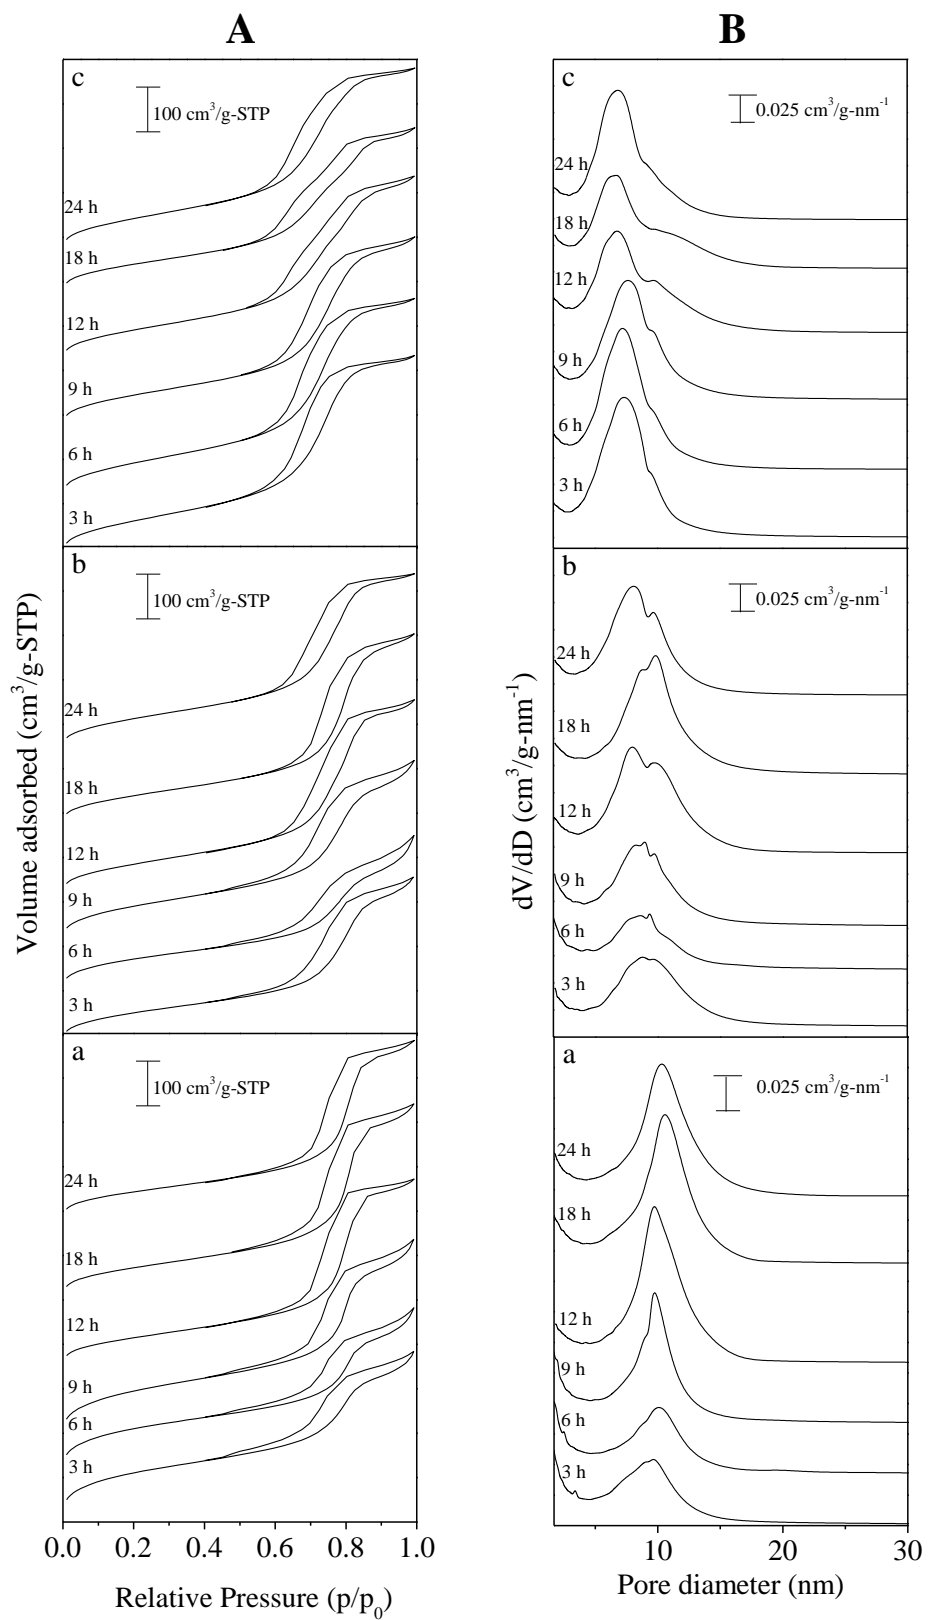 A
B
Volume adsorbed (cm³/g-STP)
c
100 cm³/g-STP
24 h
18 h
12 h
9 h
6 h
3 h
b
100 cm³/g-STP
24 h
18 h
12 h
9 h
6 h
3 h
a
100 cm³/g-STP
24 h
18 h
12 h
9 h
6 h
3 h
0.0 0.2 0.4 0.6 0.8 1.0
Relative Pressure (p/p₀)
dV/dD (cm³/g-nm⁻¹)
c
0.025 cm³/g-nm⁻¹
24 h
18 h
12 h
9 h
6 h
3 h
b
0.025 cm³/g-nm⁻¹
24 h
18 h
12 h
9 h
6 h
3 h
a
0.025 cm³/g-nm⁻¹
24 h
18 h
12 h
9 h
6 h
3 h
10 20 30
Pore diameter (nm)